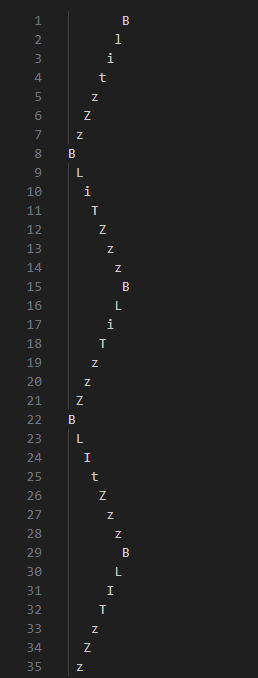 1 B
2 l
3 i
4 t
5 z
6 Z
7 z
8 B
9 L
10 i
11 T
12 Z
13 z
14 z
15 B
16 L
17 i
18 T
19 z
20 z
21 Z
22 B
23 L
24 I
25 t
26 Z
27 z
28 z
29 B
30 L
31 I
32 T
33 z
34 Z
35 z